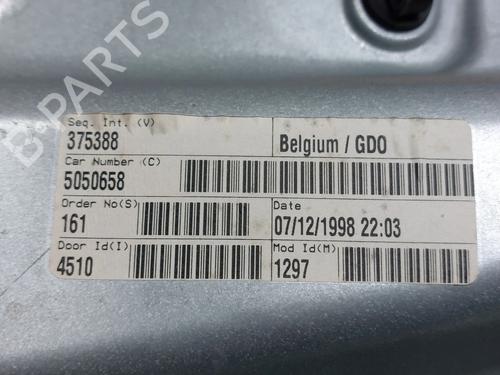 B-PARTS
Seq. Int. (V)
375388
Belgium / GDO
Car Number (C)
5050658
Order No(S)
161
Date
07/12/1998 22:03
Door Id(I)
4510
Mod Id(M)
1297